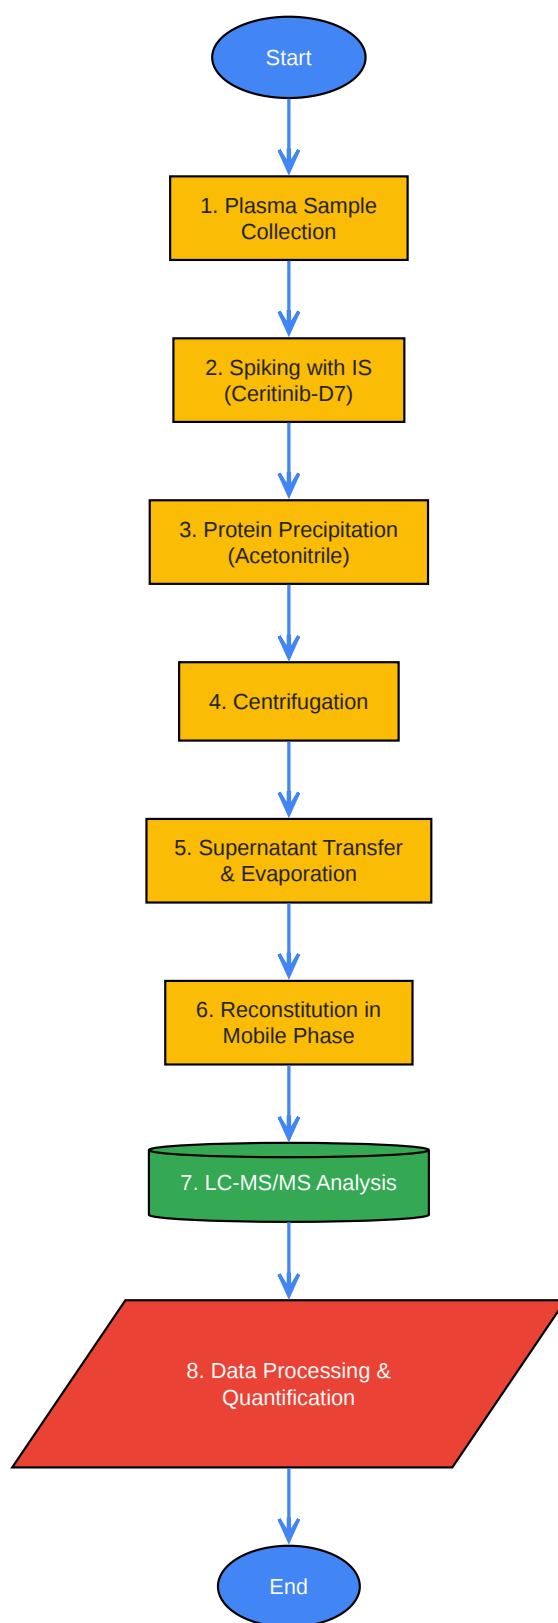 Start
1. Plasma Sample
Collection
2. Spiking with IS
(Ceritinib-D7)
3. Protein Precipitation
(Acetonitrile)
4. Centrifugation
5. Supernatant Transfer
& Evaporation
6. Reconstitution in
Mobile Phase
7. LC-MS/MS Analysis
8. Data Processing &
Quantification
End